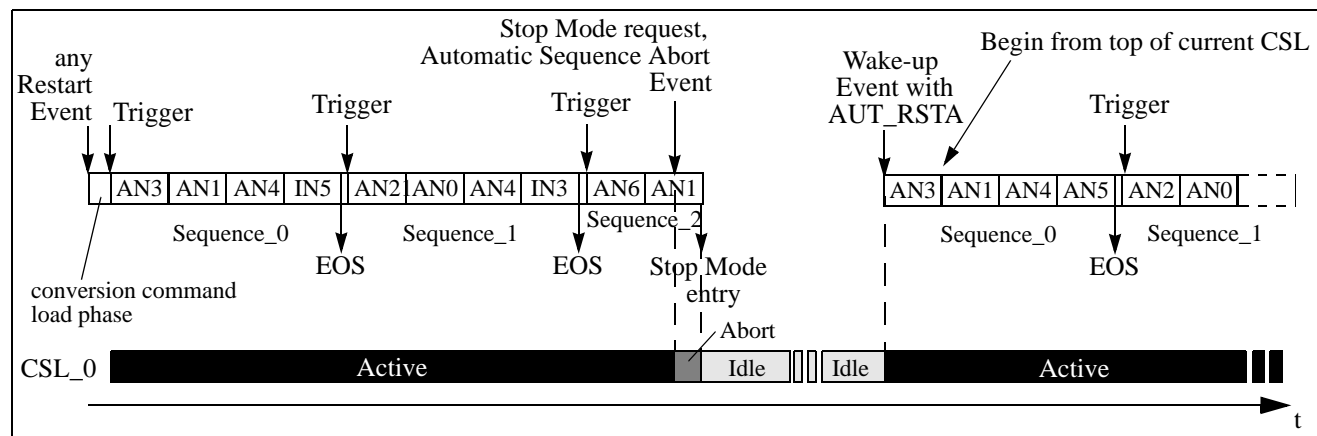 Stop Mode request,
Automatic Sequence Abort
Event
any
Restart
Event
Trigger
Trigger
Trigger
Wake-up
Event with
AUT_RSTA
Begin from top of current CSL
Trigger
AN3 AN1 AN4 IN5 AN21 AN0 AN4 IN3 AN6 AN1
AN3 AN1 AN4 AN5 AN2 AN0
Sequence_0
Sequence_1
Sequence_2
Sequence_0
Sequence_1
EOS
EOS
EOS
Stop Mode
entry
conversion command
load phase
Abort
CSL_0
Active
Idle
Idle
Active
t